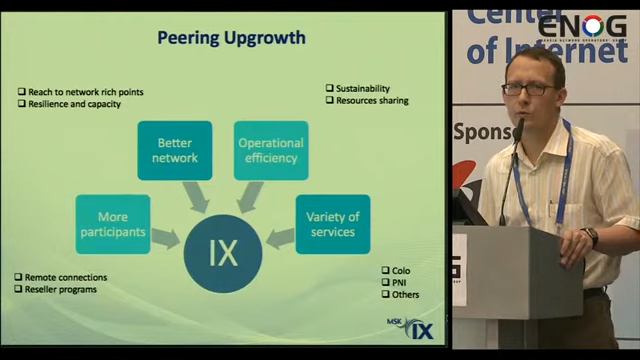 Peering Upgrowth
Reach to network rich points
Resilience and capacity
Sustainability
Resources sharing
Better
network
Operational
efficiency
More
participants
Variety of
services
IX
Remote connections
Reseller programs
Colo
PNI
Others
MSK
IX
Center
of Internet
ENOG
Sponso